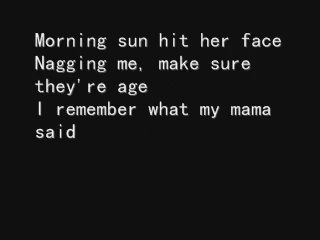 Morning sun hit her face
Nagging me, make sure
they're age
I remember what my mama
said